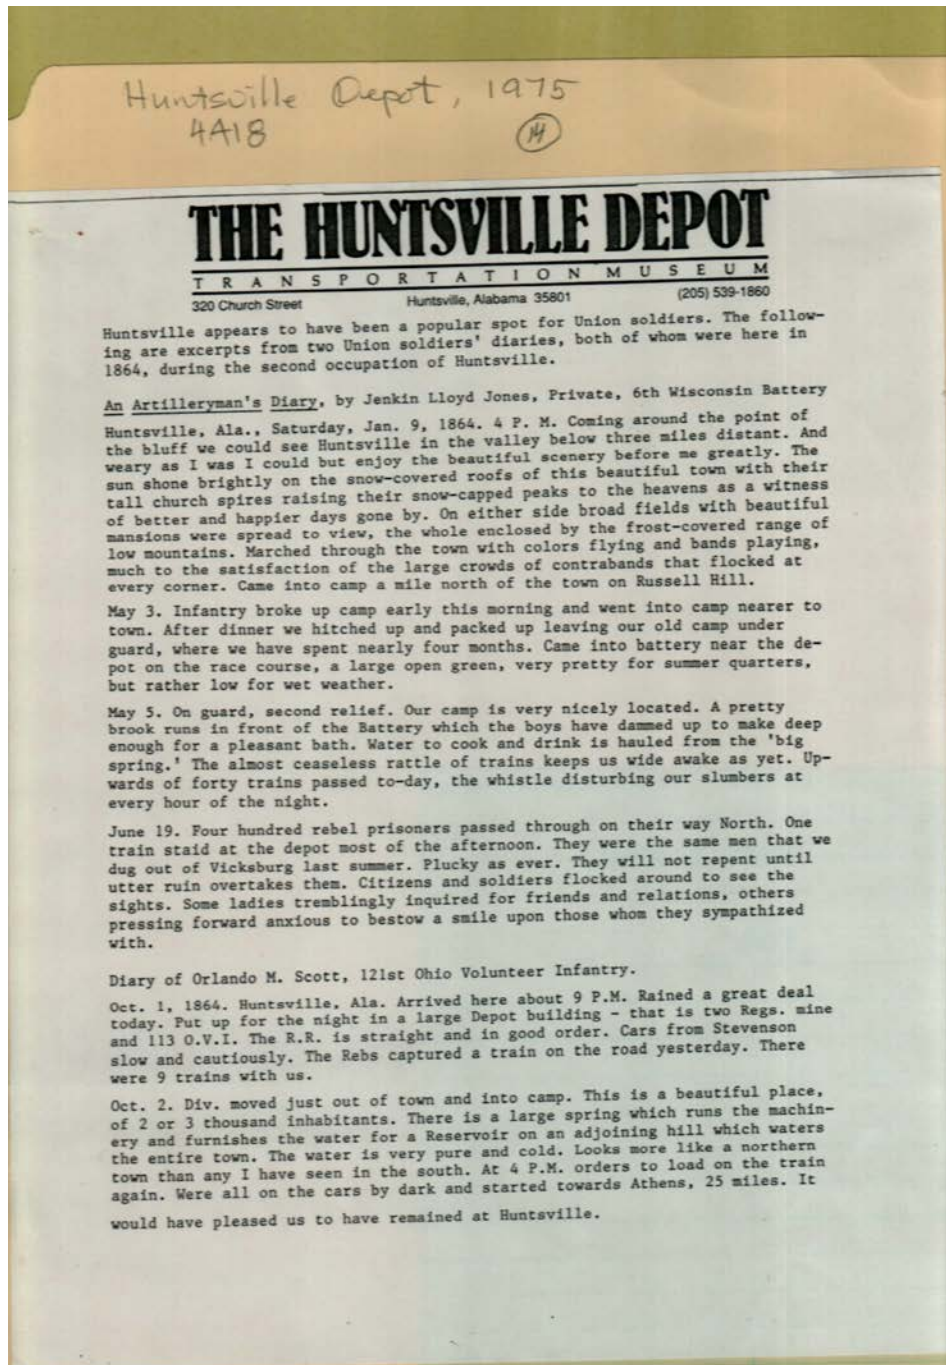 Huntsville Depot, 1975
4A18
14
THE HUNTSVILLE DEPOT
TRANSPORTATION MUSEUM
320 Church Street Huntsville, Alabama 35801 (205) 539-1860
Huntsville appears to have been a popular spot for Union soldiers. The follow-
ing are excerpts from two Union soldiers' diaries, both of whom were here in
1864, during the second occupation of Huntsville.
An Artilleryman's Diary, by Jenkin Lloyd Jones, Private, 6th Wisconsin Battery
Huntsville, Ala., Saturday, Jan. 9, 1864. 4 P. M. Coming around the point of
the bluff we could see Huntsville in the valley below three miles distant. And
weary as I was I could but enjoy the beautiful scenery before me greatly. The
sun shone brightly on the snow-covered roofs of this beautiful town with their
tall church spires raising their snow-capped peaks to the heavens as a witness
of better and happier days gone by. On either side broad fields with beautiful
mansions were spread to view, the whole enclosed by the frost-covered range of
low mountains. Marched through the town with colors flying and bands playing,
much to the satisfaction of the large crowds of contrabands that flocked at
every corner. Came into camp a mile north of the town on Russell Hill.
May 3. Infantry broke up camp early this morning and went into camp nearer to
town. After dinner we hitched up and packed up leaving our old camp under
guard, where we have spent nearly four months. Came into battery near the de-
pot on the race course, a large open green, very pretty for summer quarters,
but rather low for wet weather.
May 5. On guard, second relief. Our camp is very nicely located. A pretty
brook runs in front of the Battery which the boys have dammed up to make deep
enough for a pleasant bath. Water to cook and drink is hauled from the 'big
spring.' The almost ceaseless rattle of trains keeps us wide awake as yet. Up-
wards of forty trains passed to-day, the whistle disturbing our slumbers at
every hour of the night.
June 19. Four hundred rebel prisoners passed through on their way North. One
train staid at the depot most of the afternoon. They were the same men that we
dug out of Vicksburg last summer. Plucky as ever. They will not repent until
utter ruin overtakes them. Citizens and soldiers flocked around to see the
sights. Some ladies tremblingly inquired for friends and relations, others
pressing forward anxious to bestow a smile upon those whom they sympathized
with.
Diary of Orlando M. Scott, 121st Ohio Volunteer Infantry.
Oct. 1, 1864. Huntsville, Ala. Arrived here about 9 P.M. Rained a great deal
today. Put up for the night in a large Depot building - that is two Regs. mine
and 113 O.V.I. The R.R. is straight and in good order. Cars from Stevenson
slow and cautiously. The Rebs captured a train on the road yesterday. There
were 9 trains with us.
Oct. 2. Div. moved just out of town and into camp. This is a beautiful place,
of 2 or 3 thousand inhabitants. There is a large spring which runs the machin-
ery and furnishes the water for a Reservoir on an adjoining hill which waters
the entire town. The water is very pure and cold. Looks more like a northern
town than any I have seen in the south. At 4 P.M. orders to load on the train
again. Were all on the cars by dark and started towards Athens, 25 miles. It
would have pleased us to have remained at Huntsville.